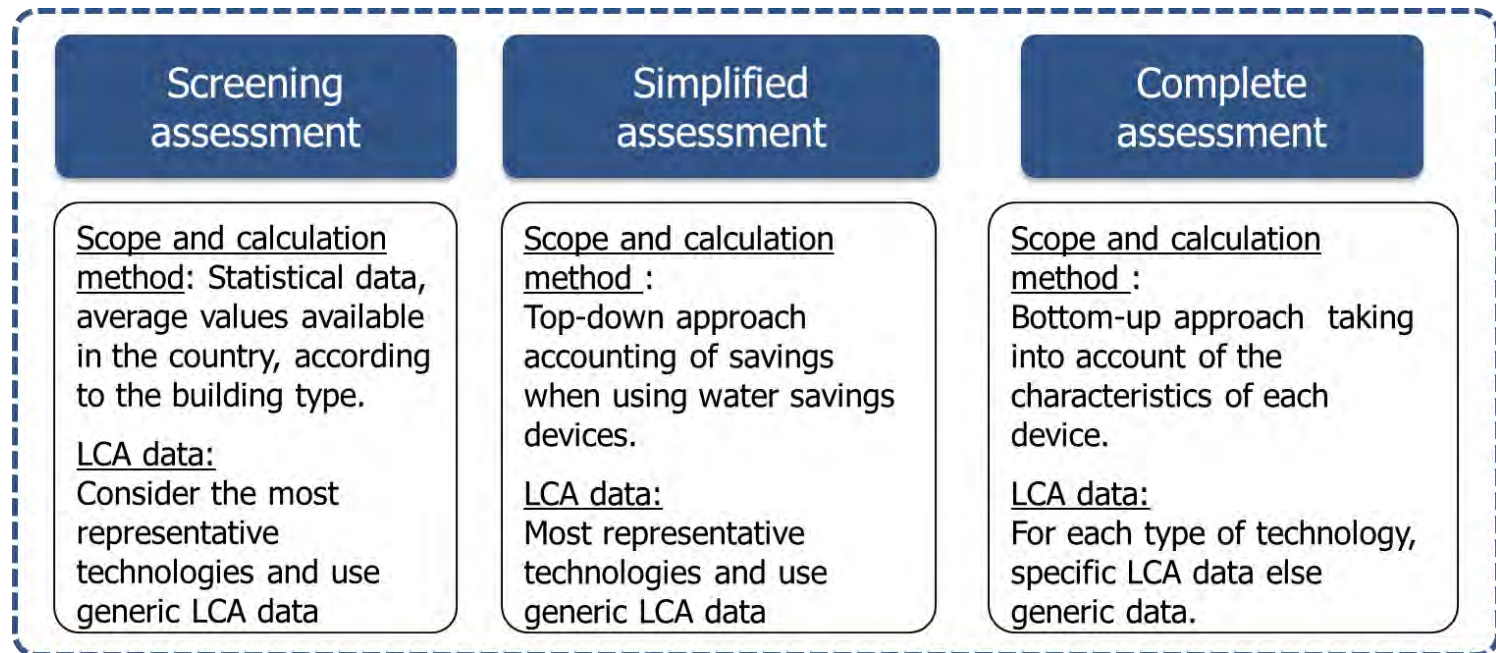 Screening
assessment
Scope and calculation
method: Statistical data,
average values available
in the country, according
to the building type.
LCA data:
Consider the most
representative
technologies and use
generic LCA data
Simplified
assessment
Scope and calculation
method :
Top-down approach
accounting of savings
when using water savings
devices.
LCA data:
Most representative
technologies and use
generic LCA data
Complete
assessment
Scope and calculation
method :
Bottom-up approach taking
into account of the
characteristics of each
device.
LCA data:
For each type of technology,
specific LCA data else
generic data.